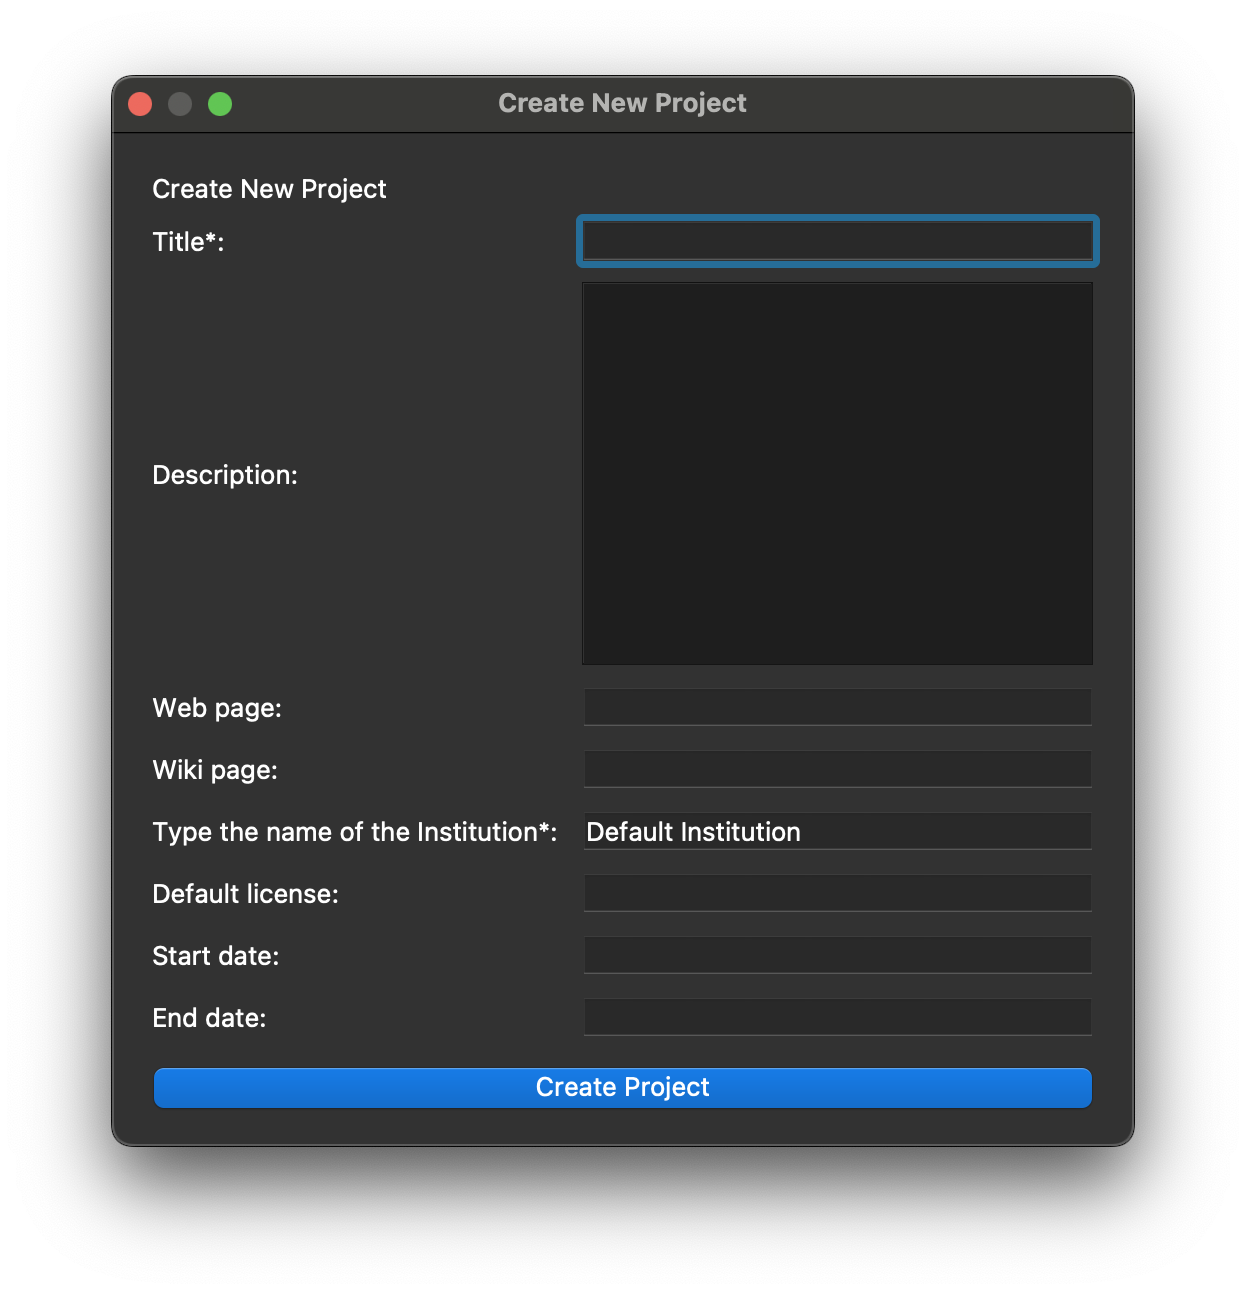 Create New Project
Create New Project
Title*:
Description:
Web page:
Wiki page:
Type the name of the Institution*: Default Institution
Default license:
Start date:
End date:
Create Project